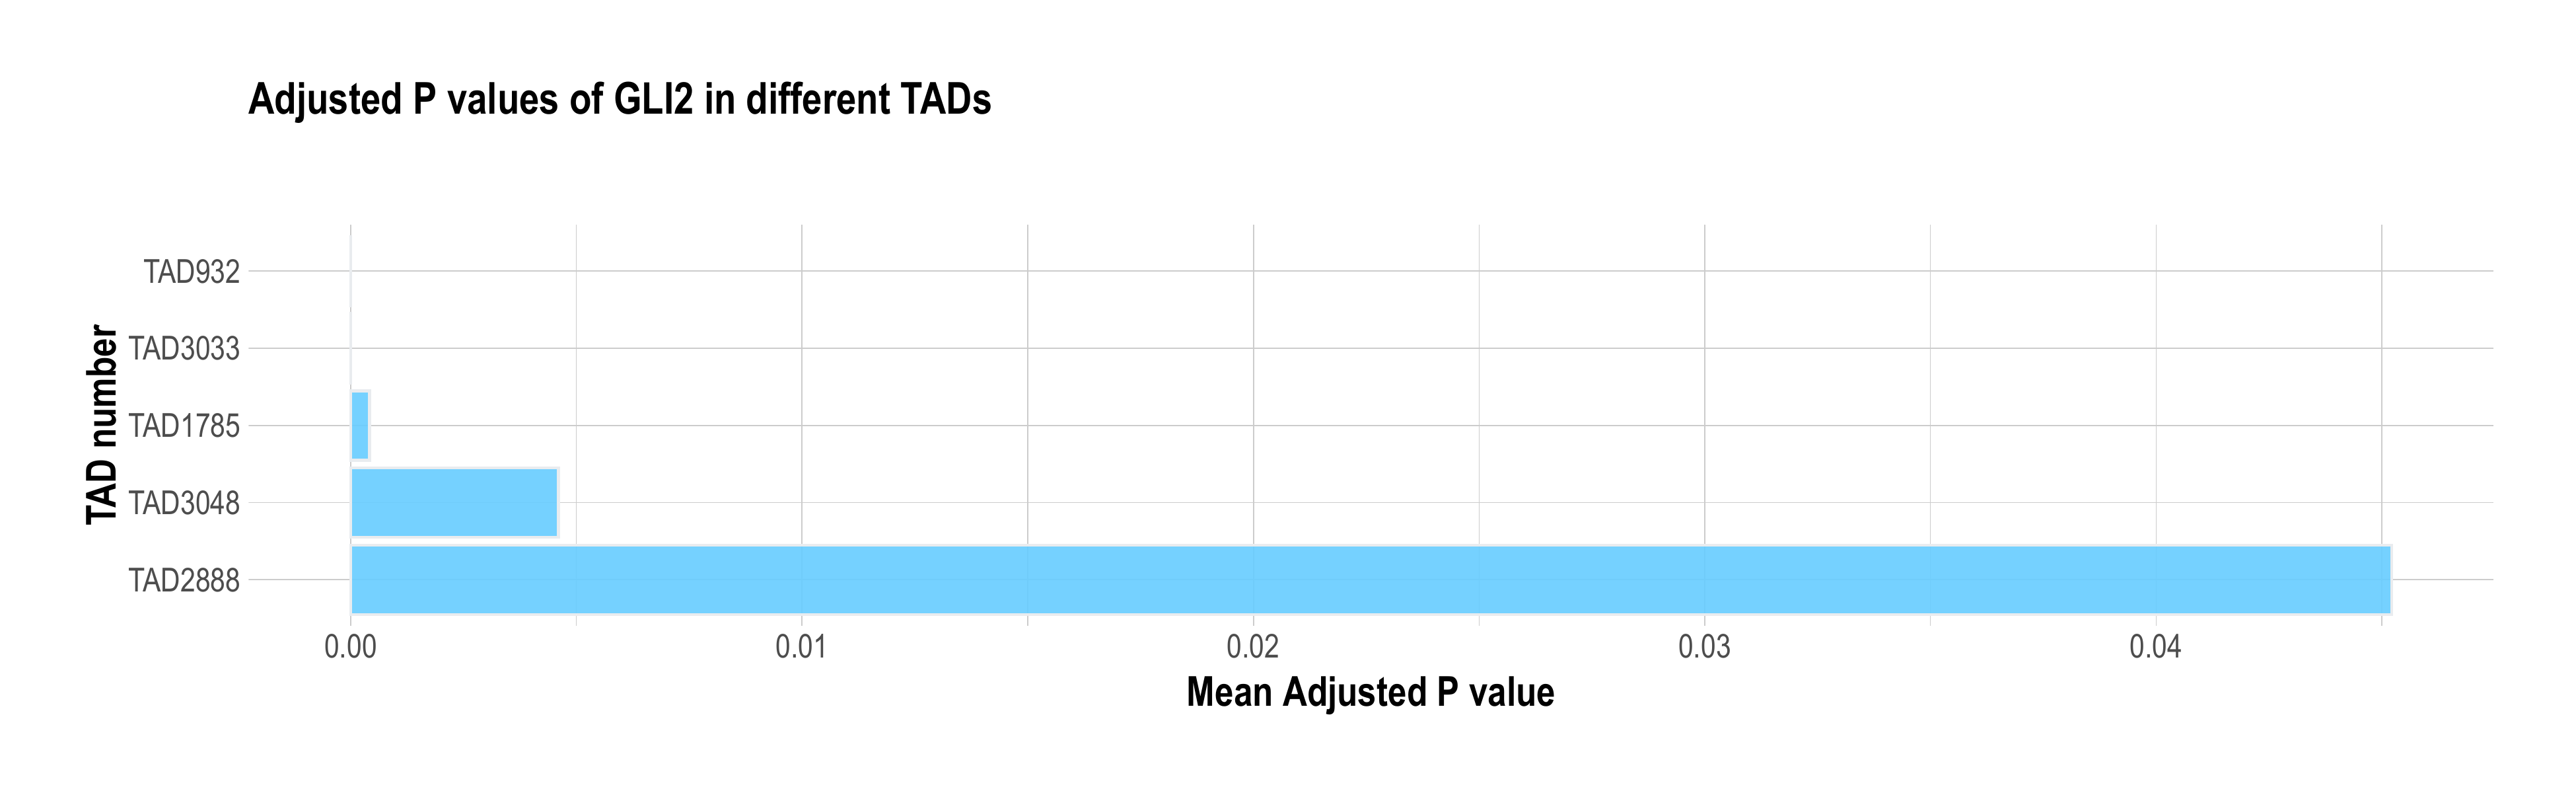 Adjusted P values of GLI2 in different TADs
TAD number
TAD932
TAD3033
TAD1785
TAD3048
TAD2888
0.00 0.01 0.02 0.03 0.04
Mean Adjusted P value